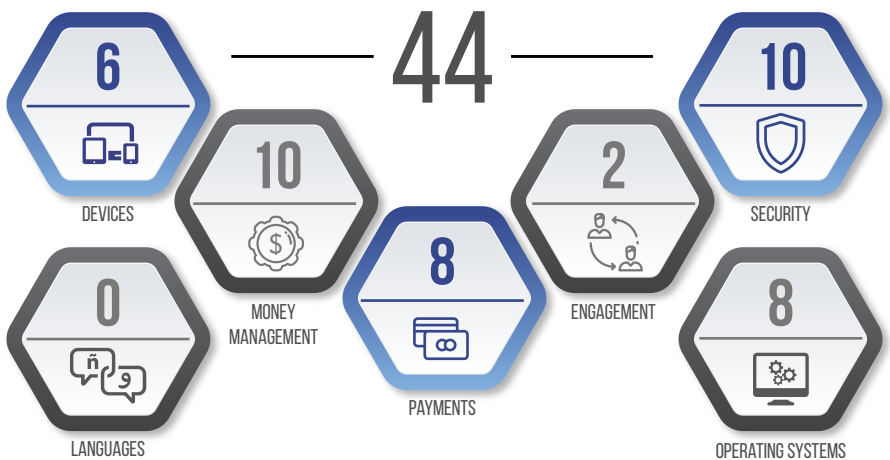 44
6
DEVICES
10
MONEY
MANAGEMENT
8
PAYMENTS
2
ENGAGEMENT
10
SECURITY
0
ñ
و
LANGUAGES
8
OPERATING SYSTEMS
$